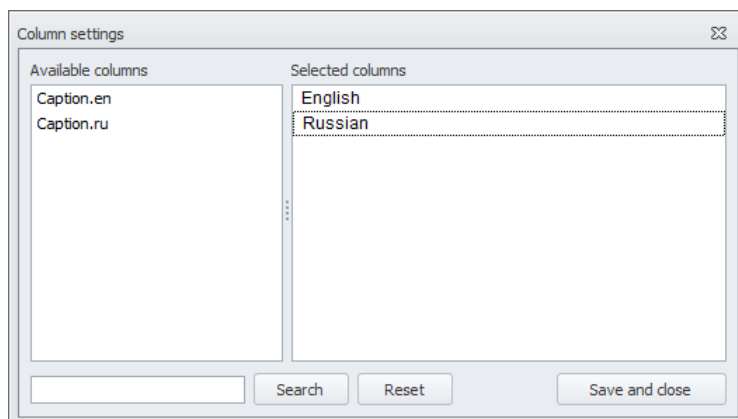 Column settings
Available columns
Selected columns
Caption.en
Caption.ru
English
Russian
Search
Reset
Save and close